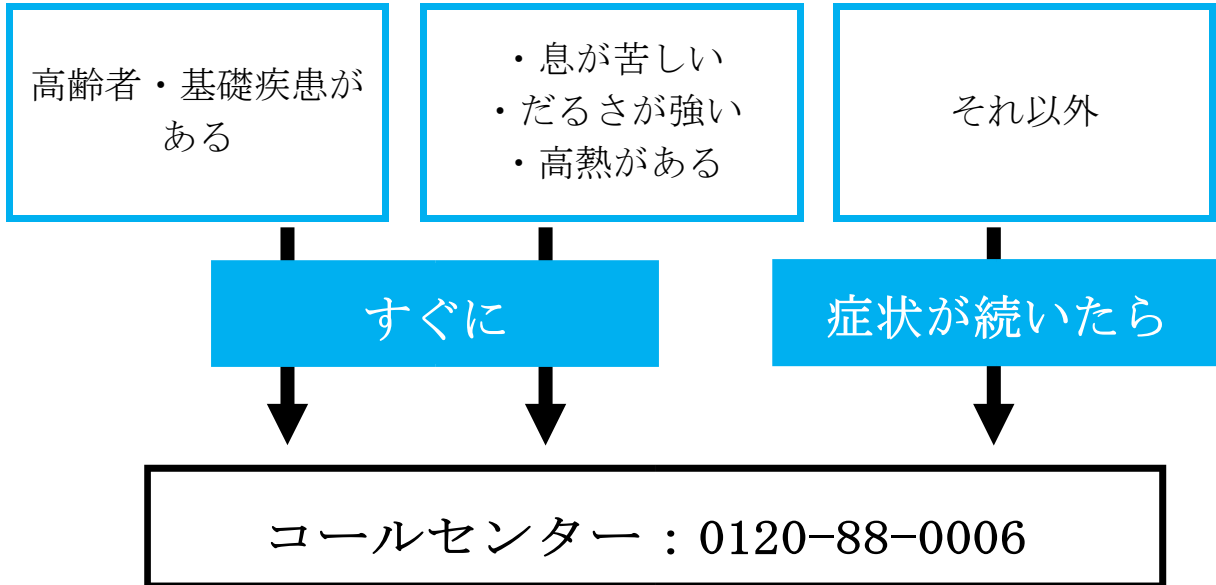 高齢者・基礎疾患が
ある
・息が苦しい
・だるさが強い
・高熱がある
それ以外
すぐに
症状が続いたら
コールセンター：0120-88-0006